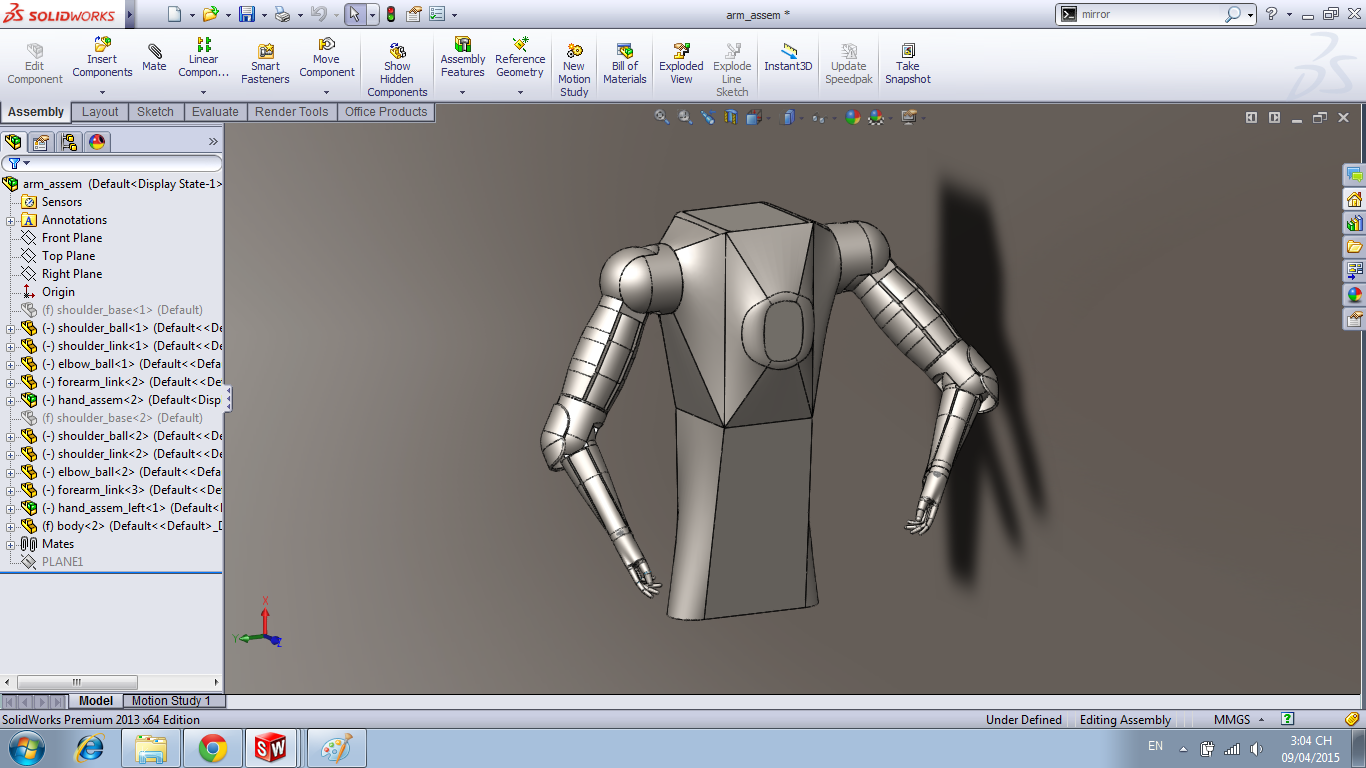 SOLIDWORKS
arm_assem *
mirror
Edit Component
Insert Components
Mate
Linear Compon...
Smart Fasteners
Move Component
Show Hidden Components
Assembly Features
Reference Geometry
New Motion Study
Bill of Materials
Exploded View
Explode Line Sketch
Instant3D
Update Speedpak
Take Snapshot
Assembly Layout Sketch Evaluate Render Tools Office Products
arm_assem (Default<Display State-1>
Sensors
Annotations
Front Plane
Top Plane
Right Plane
Origin
(f) shoulder_base<1> (Default)
(-) shoulder_ball<1> (Default<<De
(-) shoulder_link<1> (Default<<De
(-) elbow_ball<1> (Default<<Defa
(-) forearm_link<2> (Default<<De
(-) hand_assem<2> (Default<Disp
(f) shoulder_base<2> (Default)
(-) shoulder_ball<2> (Default<<De
(-) shoulder_link<2> (Default<<De
(-) elbow_ball<2> (Default<<Defa
(-) forearm_link<3> (Default<<De
(-) hand_assem_left<1> (Default<
(f) body<2> (Default<<Default>_D
Mates
PLANE1
X
Y
Z
Model Motion Study 1
SolidWorks Premium 2013 x64 Edition
Under Defined Editing Assembly MMGS
SW
EN
3:04 CH
09/04/2015